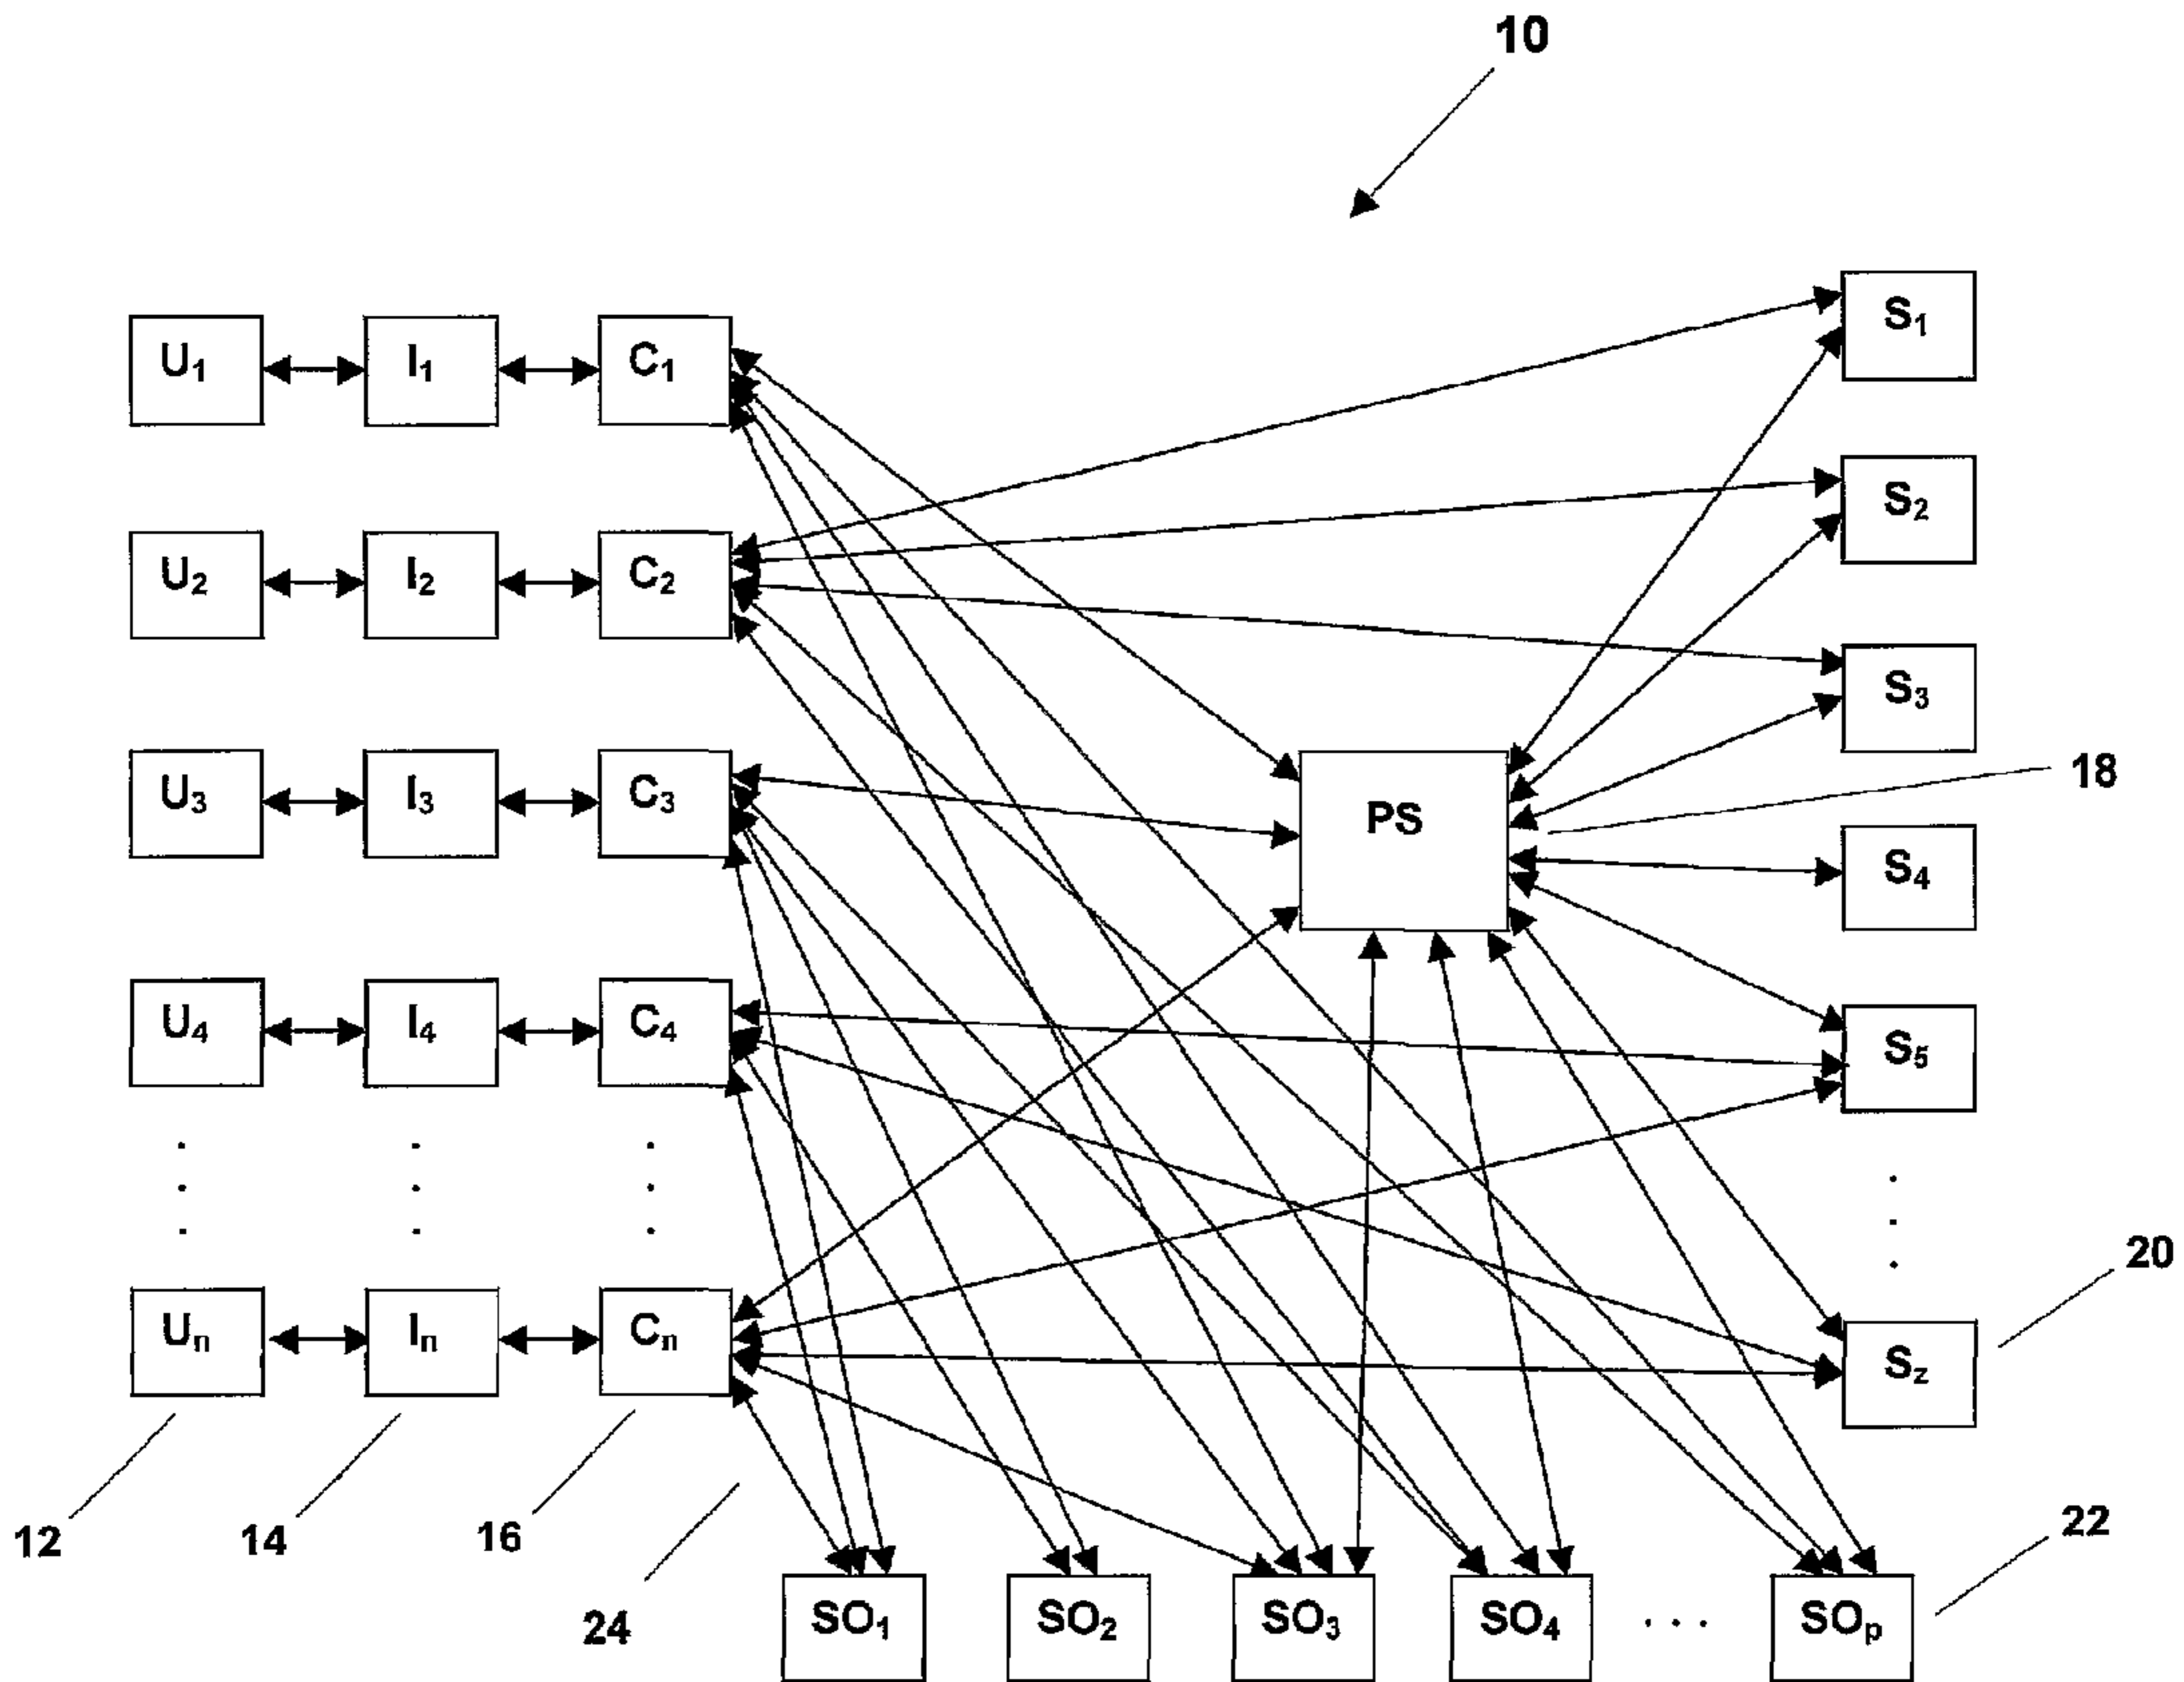 10
U₁ I₁ C₁ S₁
U₂ I₂ C₂ S₂
U₃ I₃ C₃ S₃
PS 18
U₄ I₄ C₄ S₄
S₅
. . . .
. . . .
. . . .
20
Uₙ Iₙ Cₙ S_z
12 14 16 22
24 SO₁ SO₂ SO₃ SO₄ . . . SOₚ